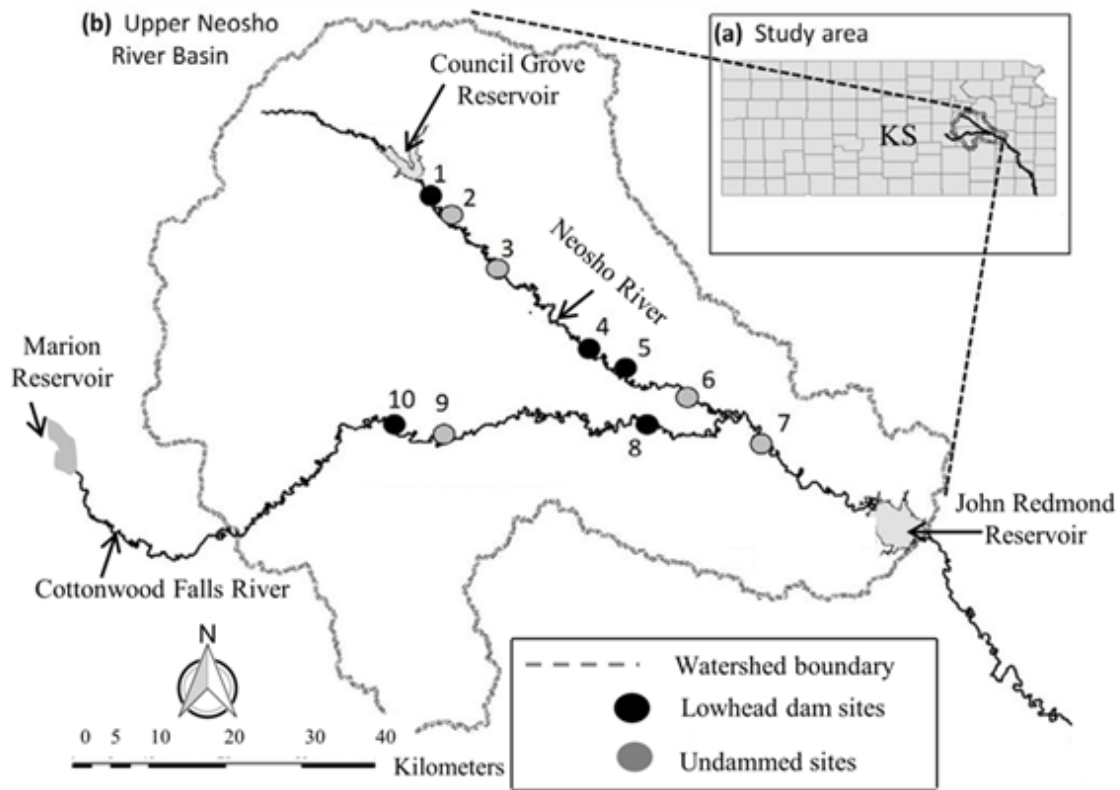 (b) Upper Neosho
River Basin
(a) Study area
KS
Council Grove
Reservoir
1
2
3
Neosho River
4
5
6
7
8
9
10
Marion
Reservoir
Cottonwood Falls River
John Redmond
Reservoir
N
0 5 10 20 30 40
Kilometers
Watershed boundary
Lowhead dam sites
Undammed sites